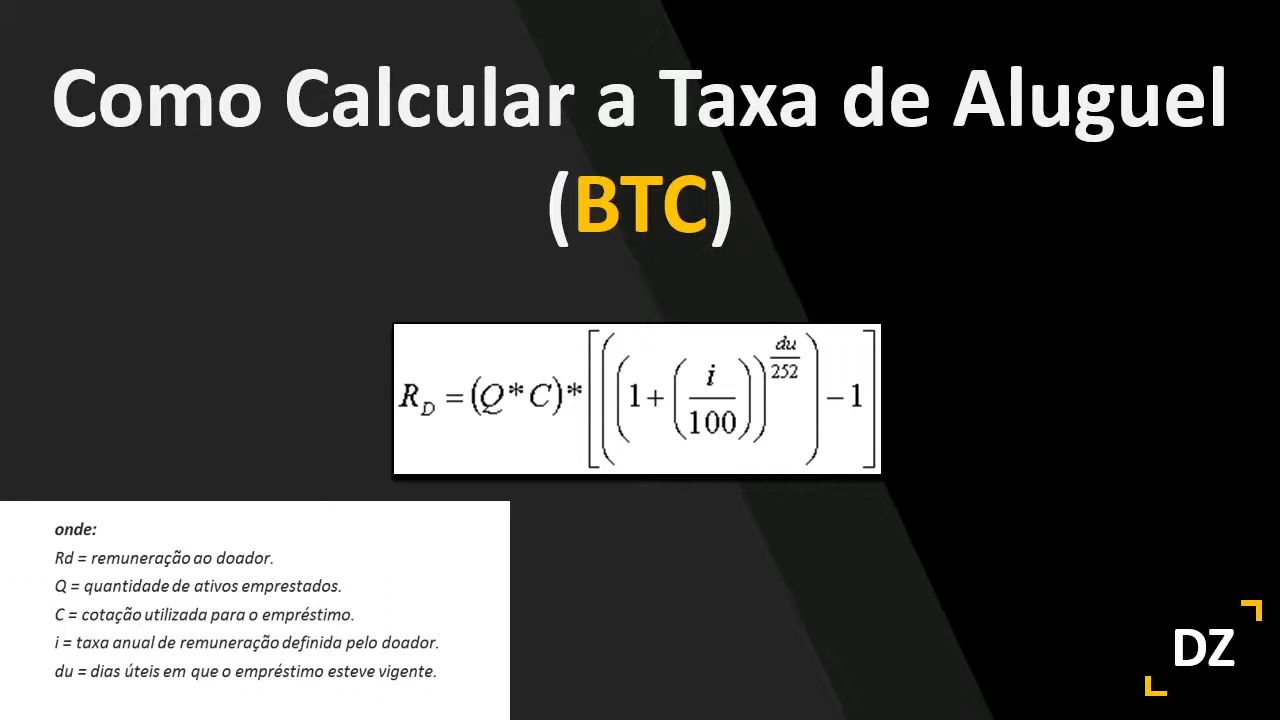 Como Calcular a Taxa de Aluguel
(BTC)
R_D = (Q * C) * [((1 + (i/100))^(du/252)) − 1]
onde:
Rd = remuneração ao doador.
Q = quantidade de ativos emprestados.
C = cotação utilizada para o empréstimo.
i = taxa anual de remuneração definida pelo doador.
du = dias úteis em que o empréstimo esteve vigente.
DZ